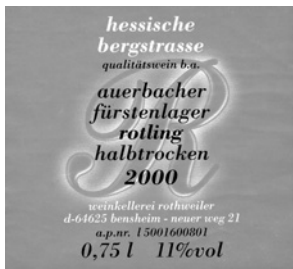 hessische
bergstrasse
qualitätswein b.a.
auerbacher
fürstenlager
rotling
halbtrocken
2000
weinkellerei rothweiler
d-64625 bensheim - neuer weg 21
a.p.nr. l 5001600801
0,75 l 11%vol